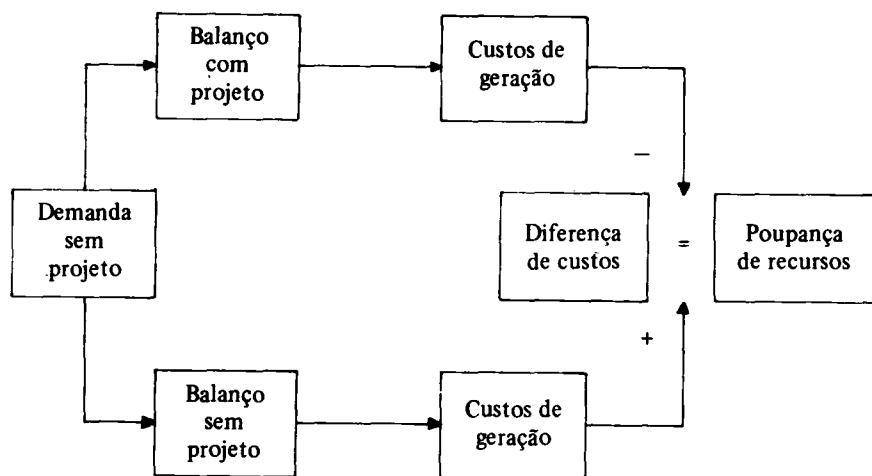 Balanço
com
projeto
Custos de
geração
−
Demanda
sem
projeto
Diferença
de custos
=
Poupança
de recursos
+
Balanço
sem
projeto
Custos de
geração